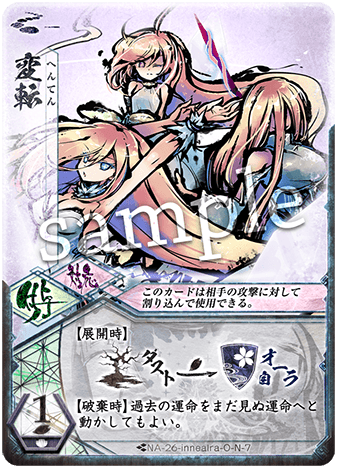 変転
へんてん
sample
付与
対応
このカードは相手の攻撃に対して
割り込んで使用できる。
【展開時】
ダスト
オーラ
自
1
【破棄時】過去の運命をまだ見ぬ運命へと
動かしてもよい。
NA-26-innealra-O-N-7